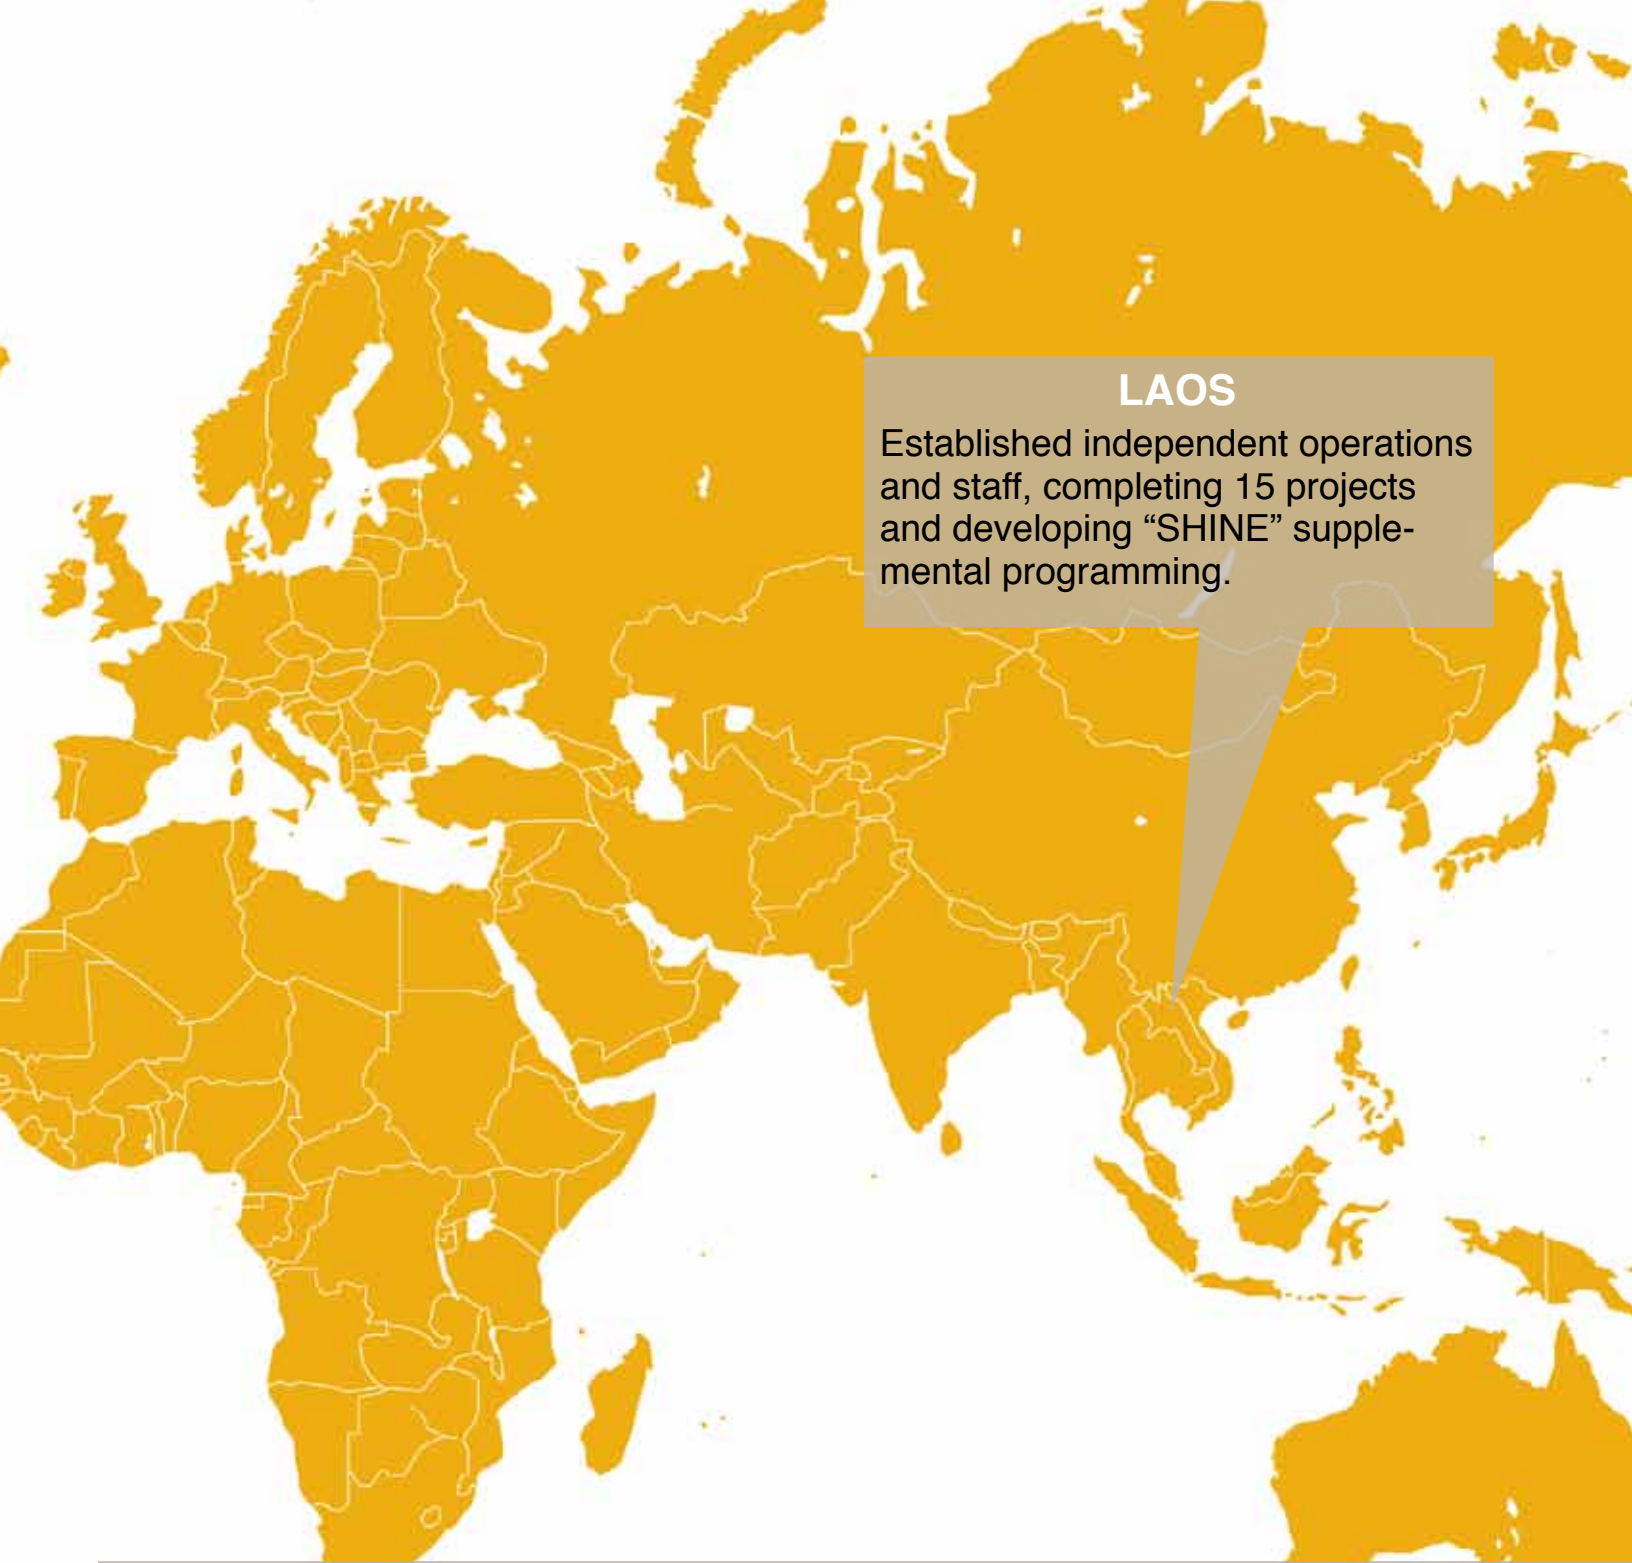 LAOS
Established independent operations
and staff, completing 15 projects
and developing “SHINE” supple-
mental programming.